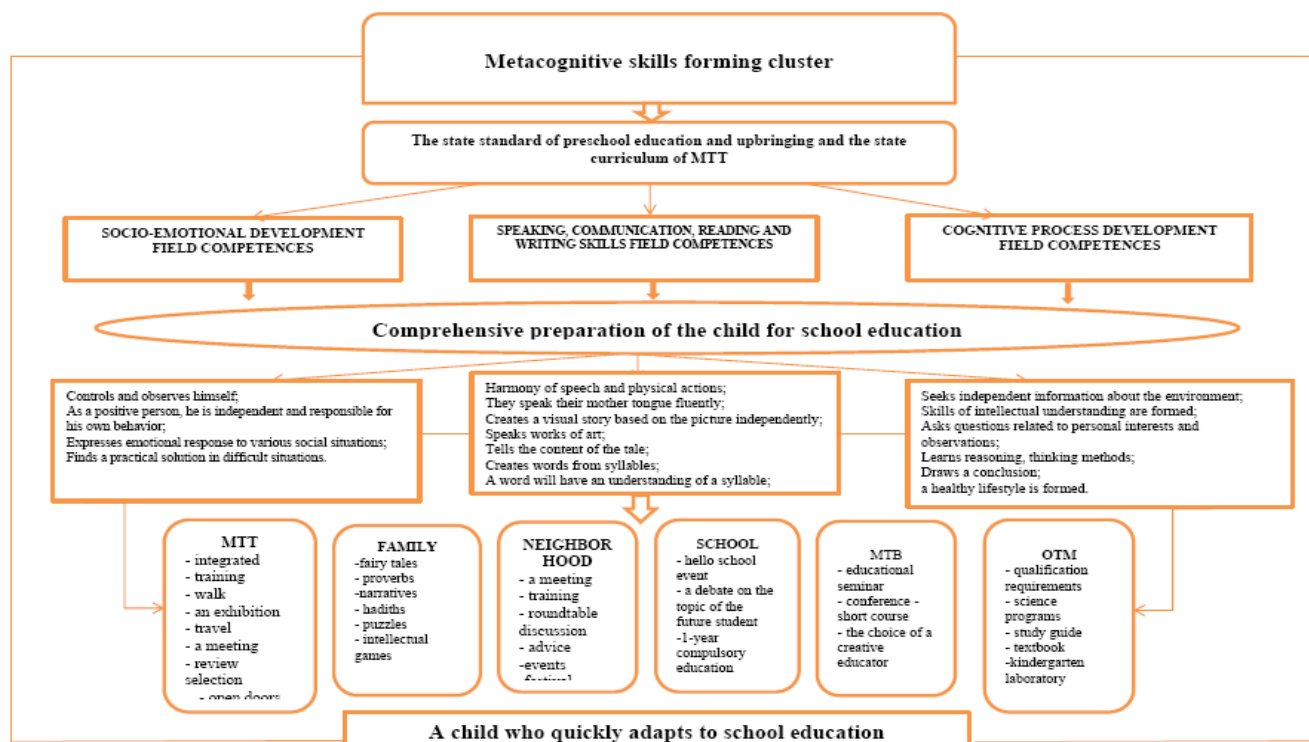 Metacognitive skills forming cluster
The state standard of preschool education and upbringing and the state
curriculum of MTT
SOCIO-EMOTIONAL DEVELOPMENT
FIELD COMPETENCES
SPEAKING, COMMUNICATION, READING AND
WRITING SKILLS FIELD COMPETENCES
COGNITIVE PROCESS DEVELOPMENT
FIELD COMPETENCES
Comprehensive preparation of the child for school education
Controls and observes himself;
As a positive person, he is independent and responsible for
his own behavior;
Expresses emotional response to various social situations;
Finds a practical solution in difficult situations.
Harmony of speech and physical actions;
They speak their mother tongue fluently;
Creates a visual story based on the picture independently;
Speaks works of art;
Tells the content of the tale;
Creates words from syllables;
A word will have an understanding of a syllable;
Seeks independent information about the environment;
Skills of intellectual understanding are formed;
Asks questions related to personal interests and
observations;
Learns reasoning, thinking methods;
Draws a conclusion;
a healthy lifestyle is formed.
MTT
- integrated
- training
- walk
- an exhibition
- travel
- a meeting
- review
selection
- open doors
FAMILY
-fairy tales
- proverbs
-narratives
- hadiths
- puzzles
- intellectual
games
NEIGHBOR
HOOD
- a meeting
- training
- roundtable
discussion
- advice
-events
SCHOOL
- hello school
event
- a debate on the
topic of the
future student
-1-year
compulsory
education
MTB
- educational
seminar
- conference -
short course
- the choice of a
creative
educator
OTM
- qualification
requirements
- science
programs
- study guide
- textbook
-kindergarten
laboratory
A child who quickly adapts to school education